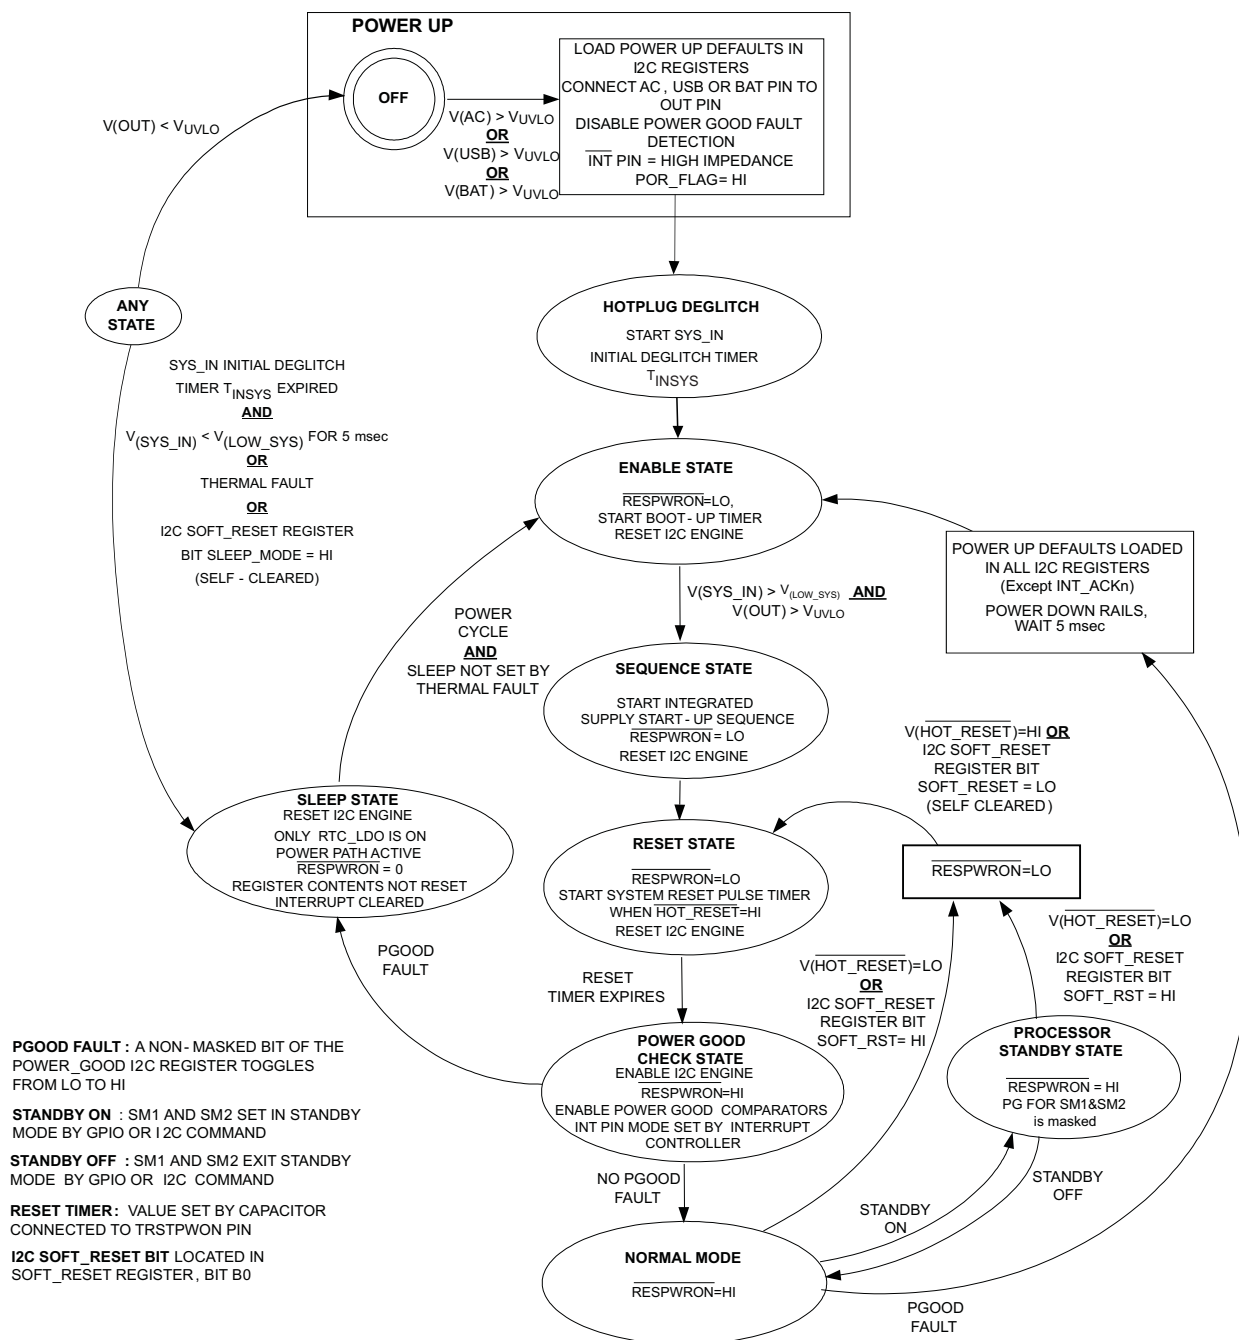 POWER UP
OFF
V(AC) > VUVLO
OR
V(USB) > VUVLO
OR
V(BAT) > VUVLO
LOAD POWER UP DEFAULTS IN
I2C REGISTERS
CONNECT AC, USB OR BAT PIN TO
OUT PIN
DISABLE POWER GOOD FAULT
DETECTION
INT PIN = HIGH IMPEDANCE
POR_FLAG= HI
V(OUT) < VUVLO
ANY
STATE
SYS_IN INITIAL DEGLITCH
TIMER TINSYS EXPIRED
AND
V(SYS_IN) < V(LOW_SYS) FOR 5 msec
OR
THERMAL FAULT
OR
I2C SOFT_RESET REGISTER
BIT SLEEP_MODE = HI
(SELF - CLEARED)
HOTPLUG DEGLITCH
START SYS_IN
INITIAL DEGLITCH TIMER
TINSYS
ENABLE STATE
RESPWRON=LO,
START BOOT - UP TIMER
RESET I2C ENGINE
POWER UP DEFAULTS LOADED
IN ALL I2C REGISTERS
(Except INT_ACKn)
POWER DOWN RAILS,
WAIT 5 msec
V(SYS_IN) > V(LOW_SYS) AND
V(OUT) > VUVLO
POWER
CYCLE
AND
SLEEP NOT SET BY
THERMAL FAULT
SEQUENCE STATE
START INTEGRATED
SUPPLY START - UP SEQUENCE
RESPWRON = LO
RESET I2C ENGINE
V(HOT_RESET)=HI OR
I2C SOFT_RESET
REGISTER BIT
SOFT_RESET = LO
(SELF CLEARED)
SLEEP STATE
RESET I2C ENGINE
ONLY RTC_LDO IS ON
POWER PATH ACTIVE
RESPWRON = 0
REGISTER CONTENTS NOT RESET
INTERRUPT CLEARED
RESET STATE
RESPWRON=LO
START SYSTEM RESET PULSE TIMER
WHEN HOT_RESET=HI
RESET I2C ENGINE
RESPWRON=LO
PGOOD
FAULT
RESET
TIMER EXPIRES
V(HOT_RESET)=LO
OR
I2C SOFT_RESET
REGISTER BIT
SOFT_RST= HI
V(HOT_RESET)=LO
OR
I2C SOFT_RESET
REGISTER BIT
SOFT_RST = HI
POWER GOOD
CHECK STATE
ENABLE I2C ENGINE
RESPWRON=HI
ENABLE POWER GOOD COMPARATORS
INT PIN MODE SET BY INTERRUPT
CONTROLLER
PROCESSOR
STANDBY STATE
RESPWRON = HI
PG FOR SM1&SM2
is masked
NO PGOOD
FAULT
STANDBY
ON
STANDBY
OFF
NORMAL MODE
RESPWRON=HI
PGOOD
FAULT
PGOOD FAULT : A NON- MASKED BIT OF THE
POWER_GOOD I2C REGISTER TOGGLES
FROM LO TO HI
STANDBY ON : SM1 AND SM2 SET IN STANDBY
MODE BY GPIO OR I2C COMMAND
STANDBY OFF : SM1 AND SM2 EXIT STANDBY
MODE BY GPIO OR I2C COMMAND
RESET TIMER: VALUE SET BY CAPACITOR
CONNECTED TO TRSTPWON PIN
I2C SOFT_RESET BIT LOCATED IN
SOFT_RESET REGISTER, BIT B0